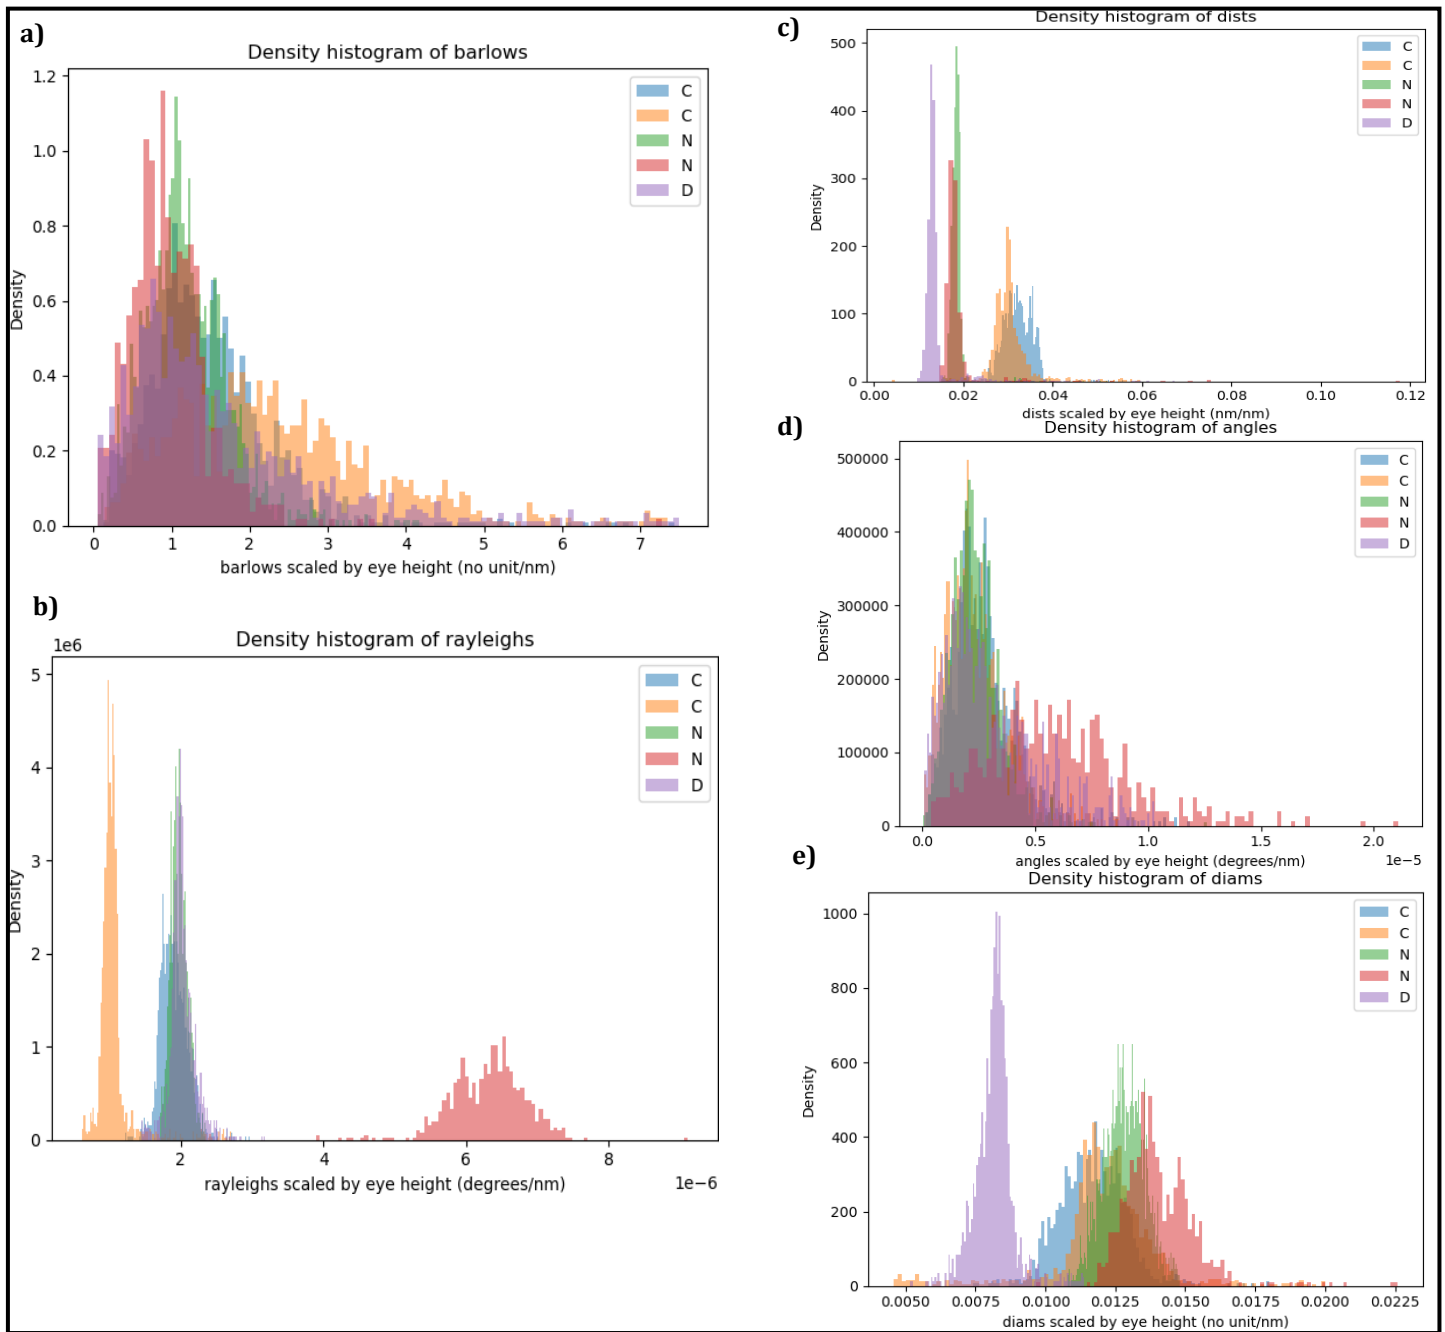 a)
Density histogram of barlows
1.2
1.0
0.8
0.6
0.4
0.2
0.0
Density
0 1 2 3 4 5 6 7
barlows scaled by eye height (no unit/nm)
C
C
N
N
D
b)
Density histogram of rayleighs
1e6
5
4
3
2
1
0
Density
2 4 6 8
rayleighs scaled by eye height (degrees/nm)
1e−6
C
C
N
N
D
c)
Density histogram of dists
500
400
300
200
100
0
Density
0.00 0.02 0.04 0.06 0.08 0.10 0.12
dists scaled by eye height (nm/nm)
C
C
N
N
D
d)
Density histogram of angles
500000
400000
300000
200000
100000
0
Density
0.0 0.5 1.0 1.5 2.0
angles scaled by eye height (degrees/nm)
1e−5
C
C
N
N
D
e)
Density histogram of diams
1000
800
600
400
200
0
Density
0.0050 0.0075 0.0100 0.0125 0.0150 0.0175 0.0200 0.0225
diams scaled by eye height (no unit/nm)
C
C
N
N
D